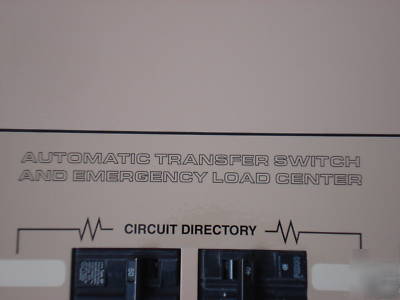 AUTOMATIC TRANSFER SWITCH
AND EMERGENCY LOAD CENTER
CIRCUIT DIRECTORY